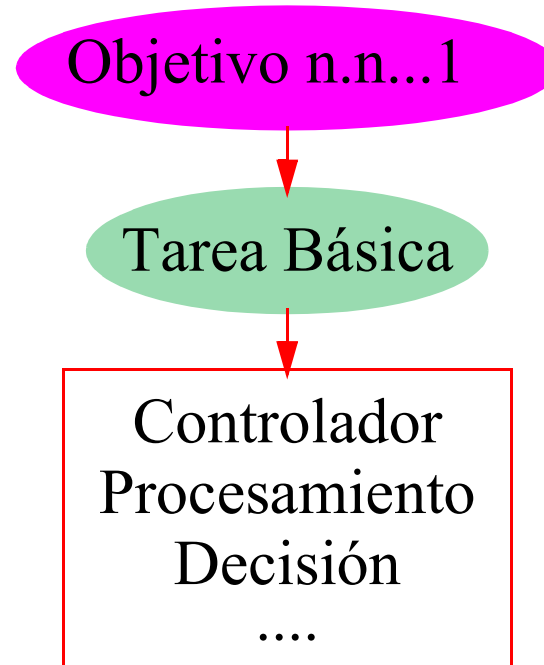 Objetivo n.n...1
Tarea Básica
Controlador
Procesamiento
Decisión
....